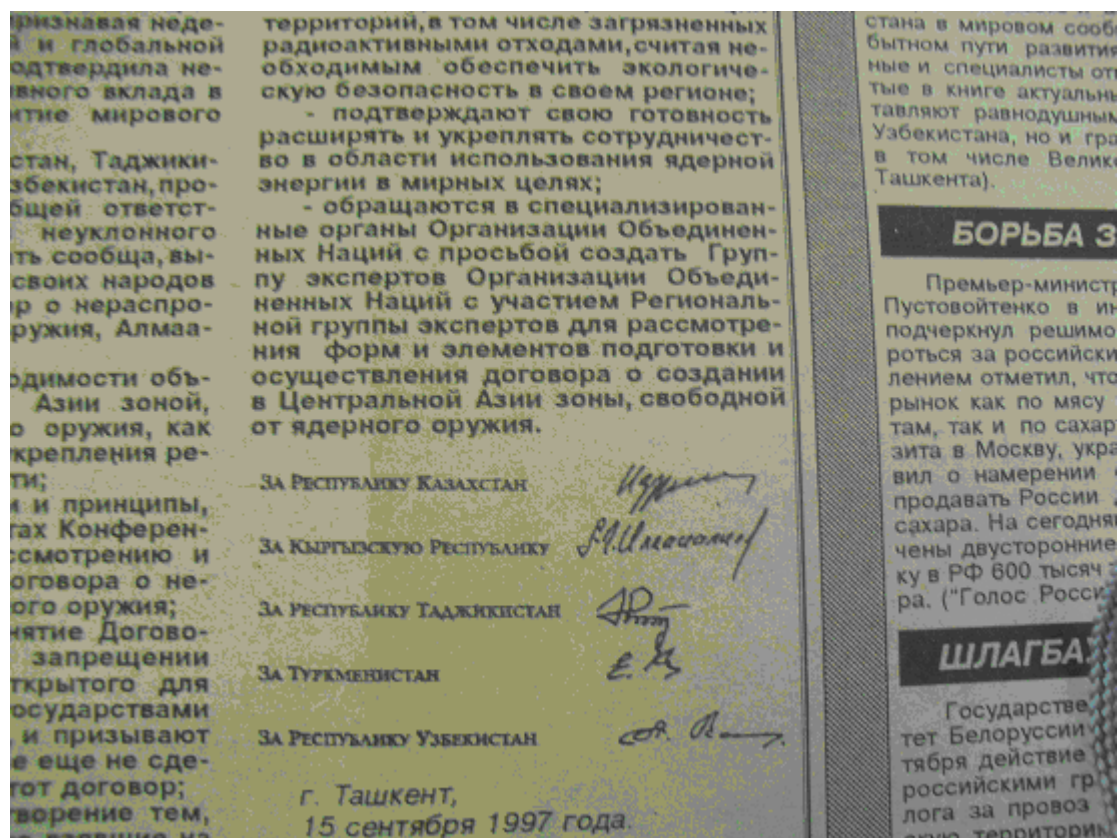 признавая неде-
й и глобальной
одтвердила не-
ивного вклада в
итие мирового
стан, Таджики-
збекистан, про-
бщей ответст-
неуклонного
ть сообща, вы-
своих народов
ор о нераспро-
ружия, Алмаа-
одимости объ-
Азии зоной,
о оружия, как
крепления ре-
ти;
и и принципы,
тах Конферен-
ссмотрению и
оговора о не-
ого оружия;
нятие Догово-
запрещении
ткрытого для
осударствами
, и призывают
е еще не сде-
тот договор;
ворение тем,
территорий, в том числе загрязненных
радиоактивными отходами, считая не-
обходимым обеспечить экологиче-
скую безопасность в своем регионе;
- подтверждают свою готовность
расширять и укреплять сотрудничест-
во в области использования ядерной
энергии в мирных целях;
- обращаются в специализирован-
ные органы Организации Объединен-
ных Наций с просьбой создать Груп-
пу экспертов Организации Объеди-
ненных Наций с участием Региональ-
ной группы экспертов для рассмотре-
ния форм и элементов подготовки и
осуществления договора о создании
в Центральной Азии зоны, свободной
от ядерного оружия.
За Республику Казахстан
За Кыргызскую Республику
За Республику Таджикистан
За Туркменистан
За Республику Узбекистан
г. Ташкент,
15 сентября 1997 года.
стана в мировом сооб
бытном пути развития
ные и специалисты от
тые в книге актуальны
тавляют равнодушным
Узбекистана, но и гра
в том числе Велик
Ташкента).
БОРЬБА З
Премьер-министр
Пустовойтенко в ин
подчеркнул решимо
роться за российски
лением отметил, что
рынок как по мясу
там, так и по сахар
зита в Москву, укра
вил о намерении
продавать России
сахара. На сегодня
чены двусторонние
ку в РФ 600 тысяч
ра. ("Голос Росси
ШЛАГБА
Государстве
тет Белоруссии
тября действие
российскими гр
лога за провоз